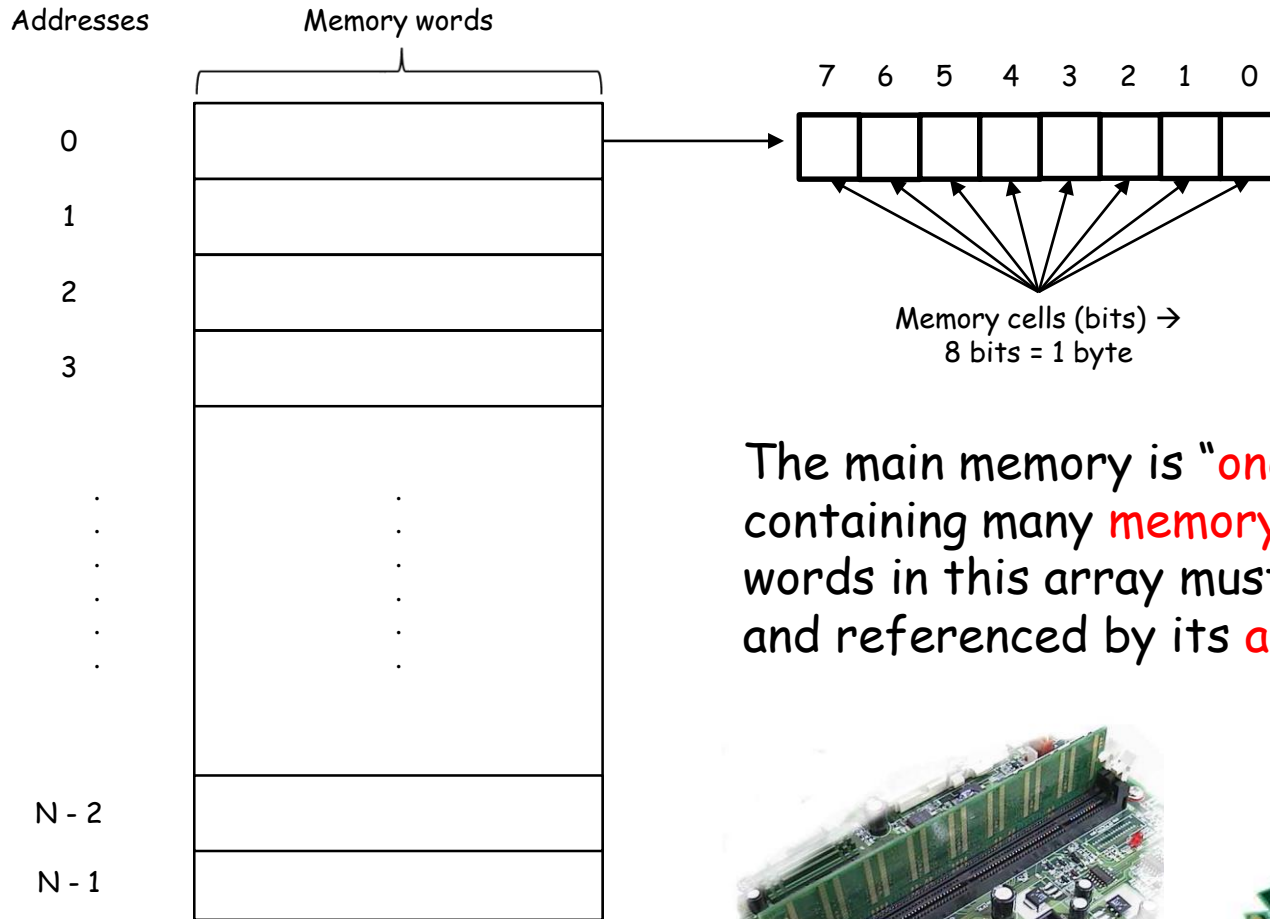 Addresses Memory words
7 6 5 4 3 2 1 0
0
1
2
3
Memory cells (bits) →
8 bits = 1 byte
The main memory is “on
containing many memory
words in this array must
and referenced by its a
. .
. .
. .
. .
. .
. .
N - 2
N - 1